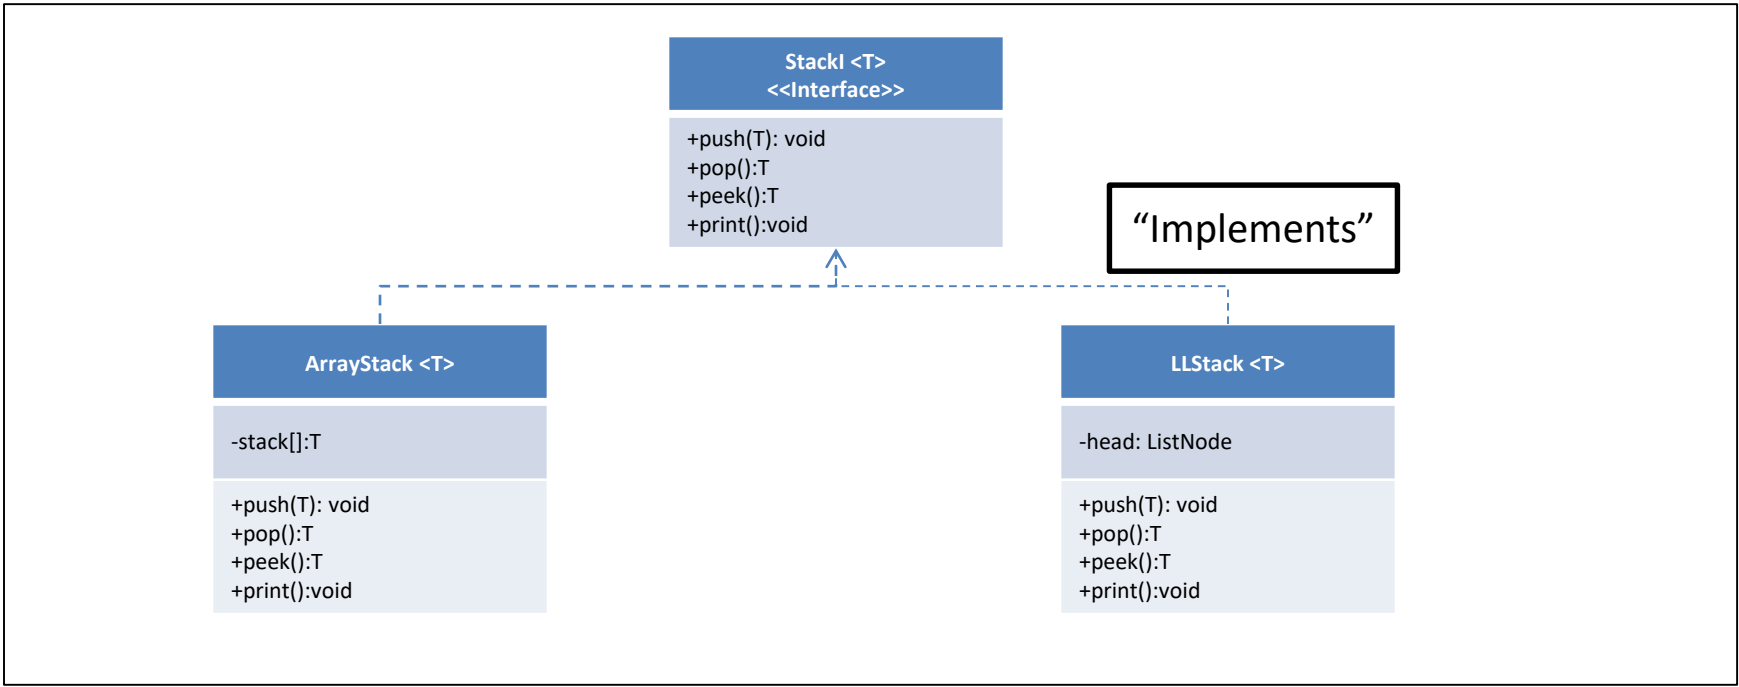 StackI <T>
<<Interface>>
+push(T): void
+pop():T
+peek():T
+print():void
“Implements”
ArrayStack <T>
-stack[]:T
+push(T): void
+pop():T
+peek():T
+print():void
LLStack <T>
-head: ListNode
+push(T): void
+pop():T
+peek():T
+print():void